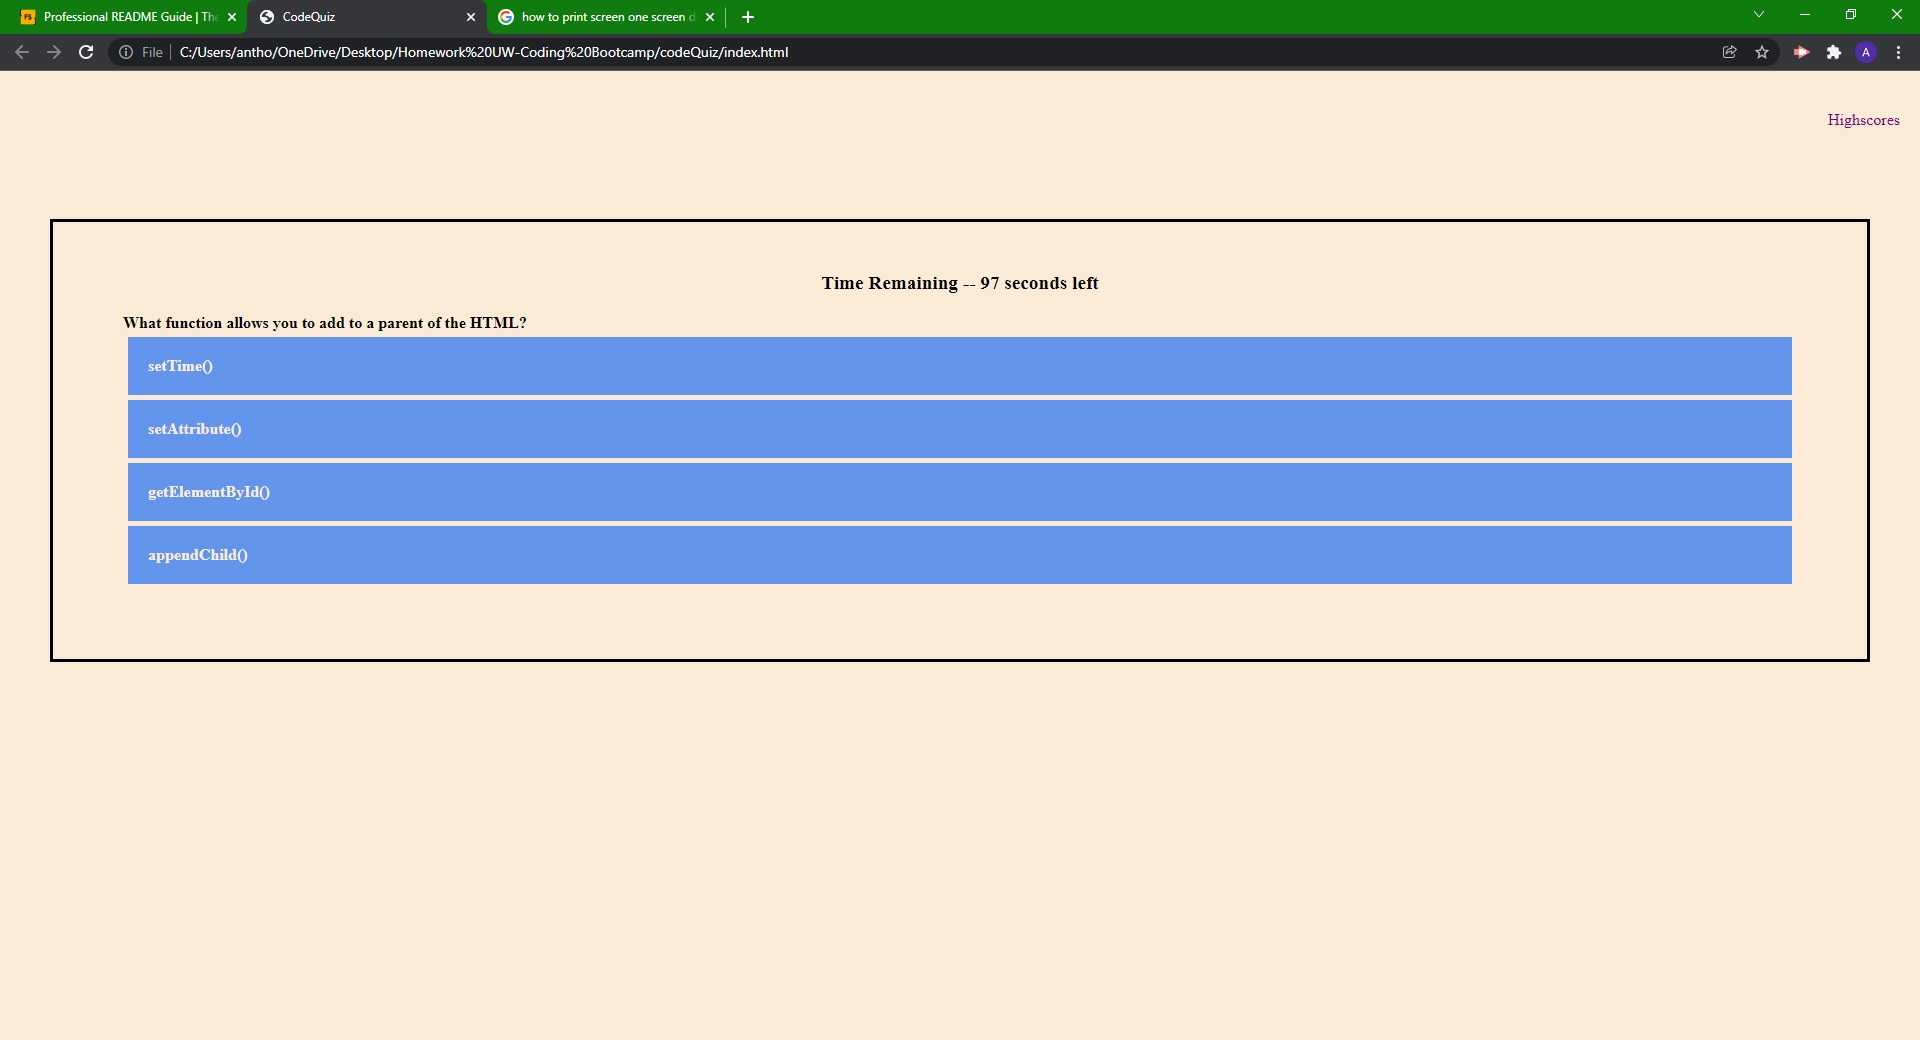 Professional README Guide | The
CodeQuiz
how to print screen one screen d
File
C:/Users/antho/OneDrive/Desktop/Homework%20UW-Coding%20Bootcamp/codeQuiz/index.html
A
Highscores
Time Remaining -- 97 seconds left
What function allows you to add to a parent of the HTML?
setTime()
setAttribute()
getElementById()
appendChild()